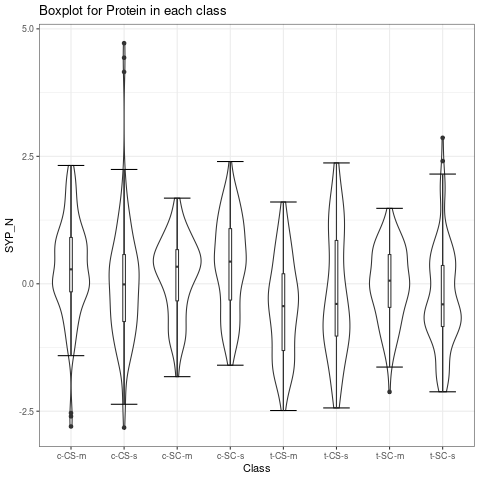 Boxplot for Protein in each class
5.0
2.5
0.0
-2.5
SYP_N
c-CS-m c-CS-s c-SC-m c-SC-s t-CS-m t-CS-s t-SC-m t-SC-s
Class